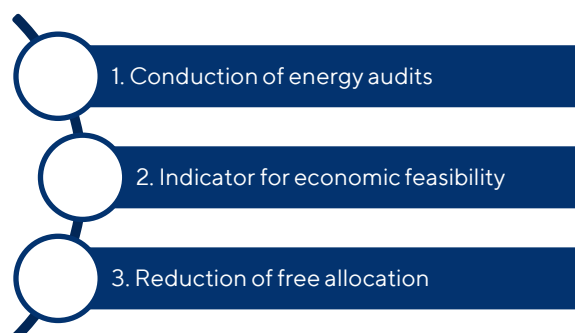 1. Conduction of energy audits
2. Indicator for economic feasibility
3. Reduction of free allocation